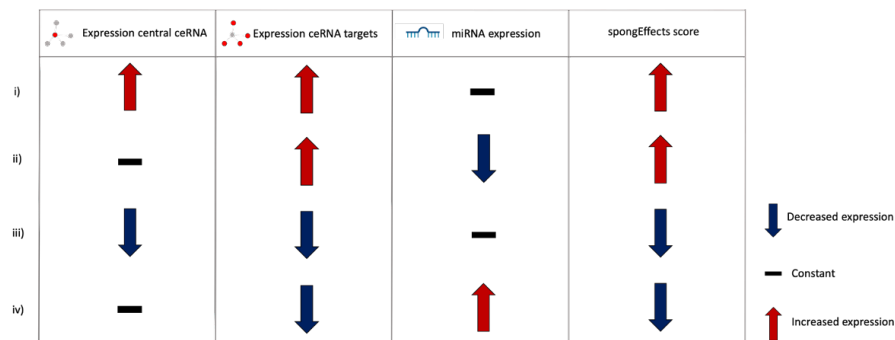 Expression central ceRNA
Expression ceRNA targets
miRNA expression
spongEffects score
i)
ii)
iii)
iv)
Decreased expression
Constant
Increased expression